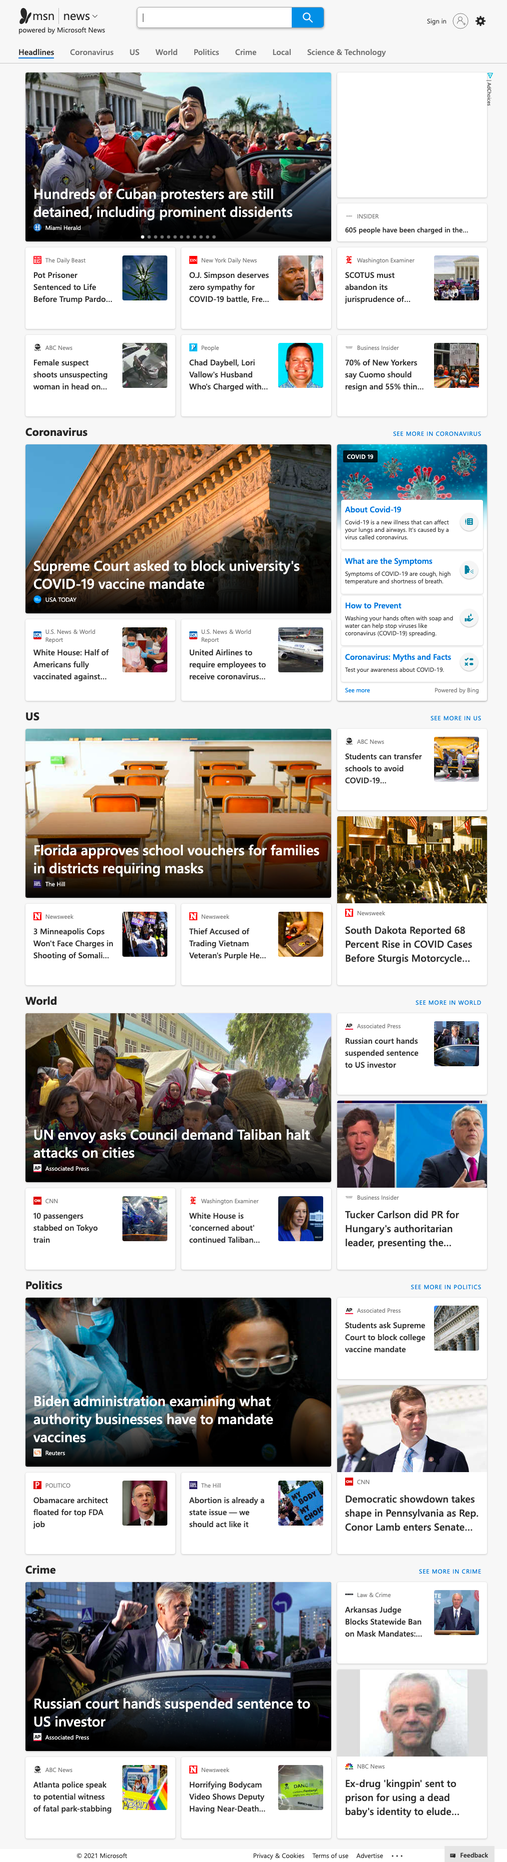 msn news
powered by Microsoft News
Sign in
Headlines Coronavirus US World Politics Crime Local Science & Technology
Hundreds of Cuban protesters are still
detained, including prominent dissidents
Miami Herald
AdChoices
INSIDER
605 people have been charged in the...
The Daily Beast
Pot Prisoner
Sentenced to Life
Before Trump Pardo...
New York Daily News
O.J. Simpson deserves
zero sympathy for
COVID-19 battle, Fre...
Washington Examiner
SCOTUS must
abandon its
jurisprudence of...
ABC News
Female suspect
shoots unsuspecting
woman in head on...
People
Chad Daybell, Lori
Vallow's Husband
Who's Charged with...
Business Insider
70% of New Yorkers
say Cuomo should
resign and 55% thin...
Coronavirus
SEE MORE IN CORONAVIRUS
Supreme Court asked to block university's
COVID-19 vaccine mandate
USA TODAY
COVID 19
About Covid-19
Covid-19 is a new illness that can affect
your lungs and airways. It's caused by a
virus called coronavirus.
What are the Symptoms
Symptoms of COVID-19 are cough, high
temperature and shortness of breath.
How to Prevent
Washing your hands often with soap and
water can help stop viruses like
coronavirus (COVID-19) spreading.
Coronavirus: Myths and Facts
Test your awareness about COVID-19.
See more
Powered by Bing
U.S. News & World
Report
White House: Half of
Americans fully
vaccinated against...
U.S. News & World
Report
United Airlines to
require employees to
receive coronavirus...
US
SEE MORE IN US
Florida approves school vouchers for families
in districts requiring masks
The Hill
ABC News
Students can transfer
schools to avoid
COVID-19...
Newsweek
South Dakota Reported 68
Percent Rise in COVID Cases
Before Sturgis Motorcycle...
Newsweek
3 Minneapolis Cops
Won't Face Charges in
Shooting of Somali...
Newsweek
Thief Accused of
Trading Vietnam
Veteran's Purple He...
World
SEE MORE IN WORLD
UN envoy asks Council demand Taliban halt
attacks on cities
Associated Press
Associated Press
Russian court hands
suspended sentence
to US investor
Business Insider
Tucker Carlson did PR for
Hungary's authoritarian
leader, presenting the...
CNN
10 passengers
stabbed on Tokyo
train
Washington Examiner
White House is
'concerned about'
continued Taliban...
Politics
SEE MORE IN POLITICS
Biden administration examining what
authority businesses have to mandate
vaccines
Reuters
Associated Press
Students ask Supreme
Court to block college
vaccine mandate
CNN
Democratic showdown takes
shape in Pennsylvania as Rep.
Conor Lamb enters Senate...
POLITICO
Obamacare architect
floated for top FDA
job
The Hill
Abortion is already a
state issue — we
should act like it
MY BODY
MY CHOIC
Crime
SEE MORE IN CRIME
Russian court hands suspended sentence to
US investor
Associated Press
Law & Crime
Arkansas Judge
Blocks Statewide Ban
on Mask Mandates:...
NBC News
Ex-drug 'kingpin' sent to
prison for using a dead
baby's identity to elude...
ABC News
Atlanta police speak
to potential witness
of fatal park-stabbing
Newsweek
Horrifying Bodycam
Video Shows Deputy
Having Near-Death...
© 2021 Microsoft
Privacy & Cookies Terms of use Advertise
Feedback